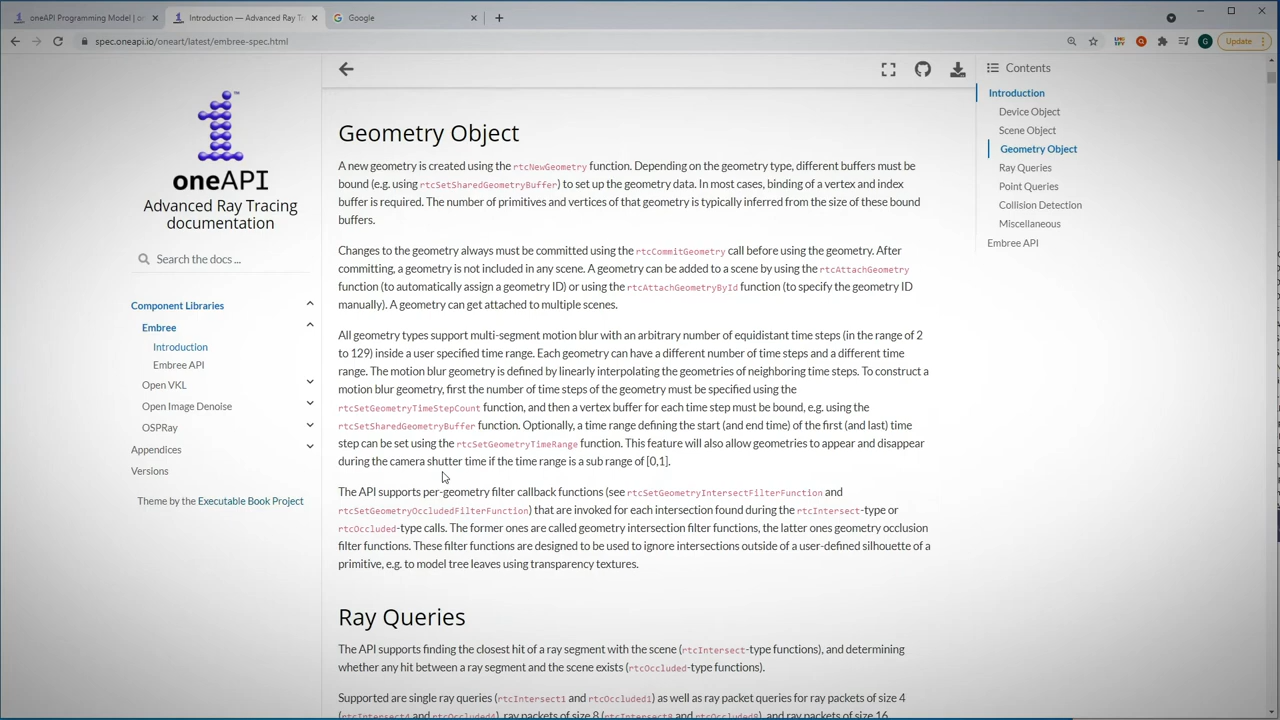 oneAPI Programming Model | on
Introduction — Advanced Ray Tr
Google
spec.oneapi.io/oneart/latest/embree-spec.html
G
Update
™
oneAPI
Advanced Ray Tracing
documentation
Search the docs ...
Component Libraries
Embree
Introduction
Embree API
Open VKL
Open Image Denoise
OSPRay
Appendices
Versions
Theme by the Executable Book Project
Geometry Object
A new geometry is created using the rtcNewGeometry function. Depending on the geometry type, different buffers must be
bound (e.g. using rtcSetSharedGeometryBuffer) to set up the geometry data. In most cases, binding of a vertex and index
buffer is required. The number of primitives and vertices of that geometry is typically inferred from the size of these bound
buffers.
Changes to the geometry always must be committed using the rtcCommitGeometry call before using the geometry. After
committing, a geometry is not included in any scene. A geometry can be added to a scene by using the rtcAttachGeometry
function (to automatically assign a geometry ID) or using the rtcAttachGeometryById function (to specify the geometry ID
manually). A geometry can get attached to multiple scenes.
All geometry types support multi-segment motion blur with an arbitrary number of equidistant time steps (in the range of 2
to 129) inside a user specified time range. Each geometry can have a different number of time steps and a different time
range. The motion blur geometry is defined by linearly interpolating the geometries of neighboring time steps. To construct a
motion blur geometry, first the number of time steps of the geometry must be specified using the
rtcSetGeometryTimeStepCount function, and then a vertex buffer for each time step must be bound, e.g. using the
rtcSetSharedGeometryBuffer function. Optionally, a time range defining the start (and end time) of the first (and last) time
step can be set using the rtcSetGeometryTimeRange function. This feature will also allow geometries to appear and disappear
during the camera shutter time if the time range is a sub range of [0,1].
The API supports per-geometry filter callback functions (see rtcSetGeometryIntersectFilterFunction and
rtcSetGeometryOccludedFilterFunction) that are invoked for each intersection found during the rtcIntersect-type or
rtcOccluded-type calls. The former ones are called geometry intersection filter functions, the latter ones geometry occlusion
filter functions. These filter functions are designed to be used to ignore intersections outside of a user-defined silhouette of a
primitive, e.g. to model tree leaves using transparency textures.
Ray Queries
The API supports finding the closest hit of a ray segment with the scene (rtcIntersect-type functions), and determining
whether any hit between a ray segment and the scene exists (rtcOccluded-type functions).
Supported are single ray queries (rtcIntersect1 and rtcOccluded1) as well as ray packet queries for ray packets of size 4
(rtcIntersect4 and rtcOccluded4), ray packets of size 8 (rtcIntersect8 and rtcOccluded8), and ray packets of size 16
Contents
Introduction
Device Object
Scene Object
Geometry Object
Ray Queries
Point Queries
Collision Detection
Miscellaneous
Embree API